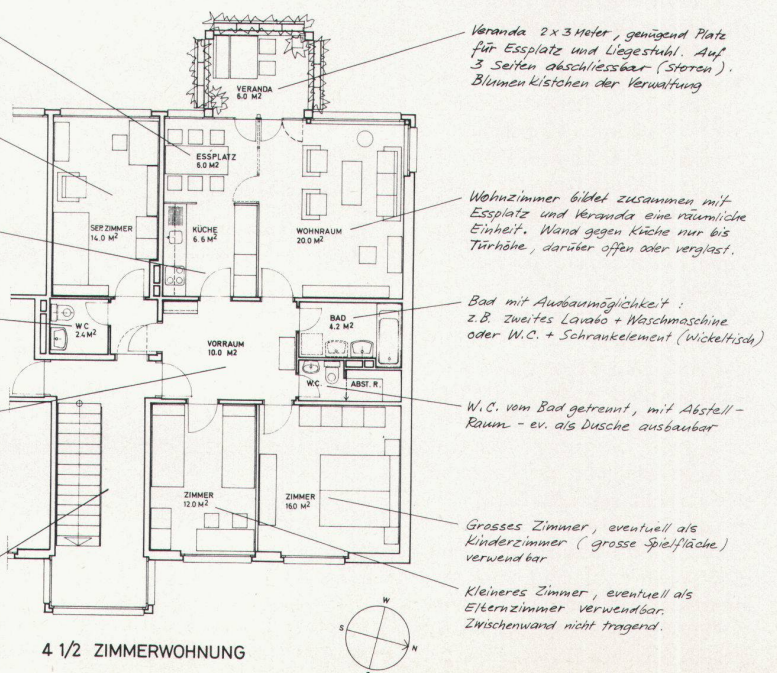 Veranda 2 x 3 Meter, genügend Platz
für Essplatz und Liegestuhl. Auf
3 Seiten abschliessbar (Storen).
Blumenkistchen der Verwaltung
VERANDA
6.0 M2
ESSPLATZ
6.0 M2
SEP. ZIMMER
14.0 M2
KÜCHE
6.6 M2
WOHNRAUM
20.0 M2
Wohnzimmer bildet zusammen mit
Essplatz und Veranda eine räumliche
Einheit. Wand gegen Küche nur bis
Türhöhe, darüber offen oder verglast.
WC
2.4 M2
BAD
4.2 M2
Bad mit Ausbaumöglichkeit :
z.B. zweites Lavabo + Waschmaschine
oder W.C. + Schrankelement (Wickeltisch)
VORRAUM
10.0 M2
W.C.
ABST. R.
W.C. vom Bad getrennt, mit Abstell-
Raum - ev. als Dusche ausbaubar
ZIMMER
12.0 M2
ZIMMER
16.0 M2
Grosses Zimmer, eventuell als
Kinderzimmer (grosse Spielfläche)
verwendbar
Kleineres Zimmer, eventuell als
Elternzimmer verwendbar.
Zwischenwand nicht tragend.
W
S
N
4 1/2 ZIMMERWOHNUNG